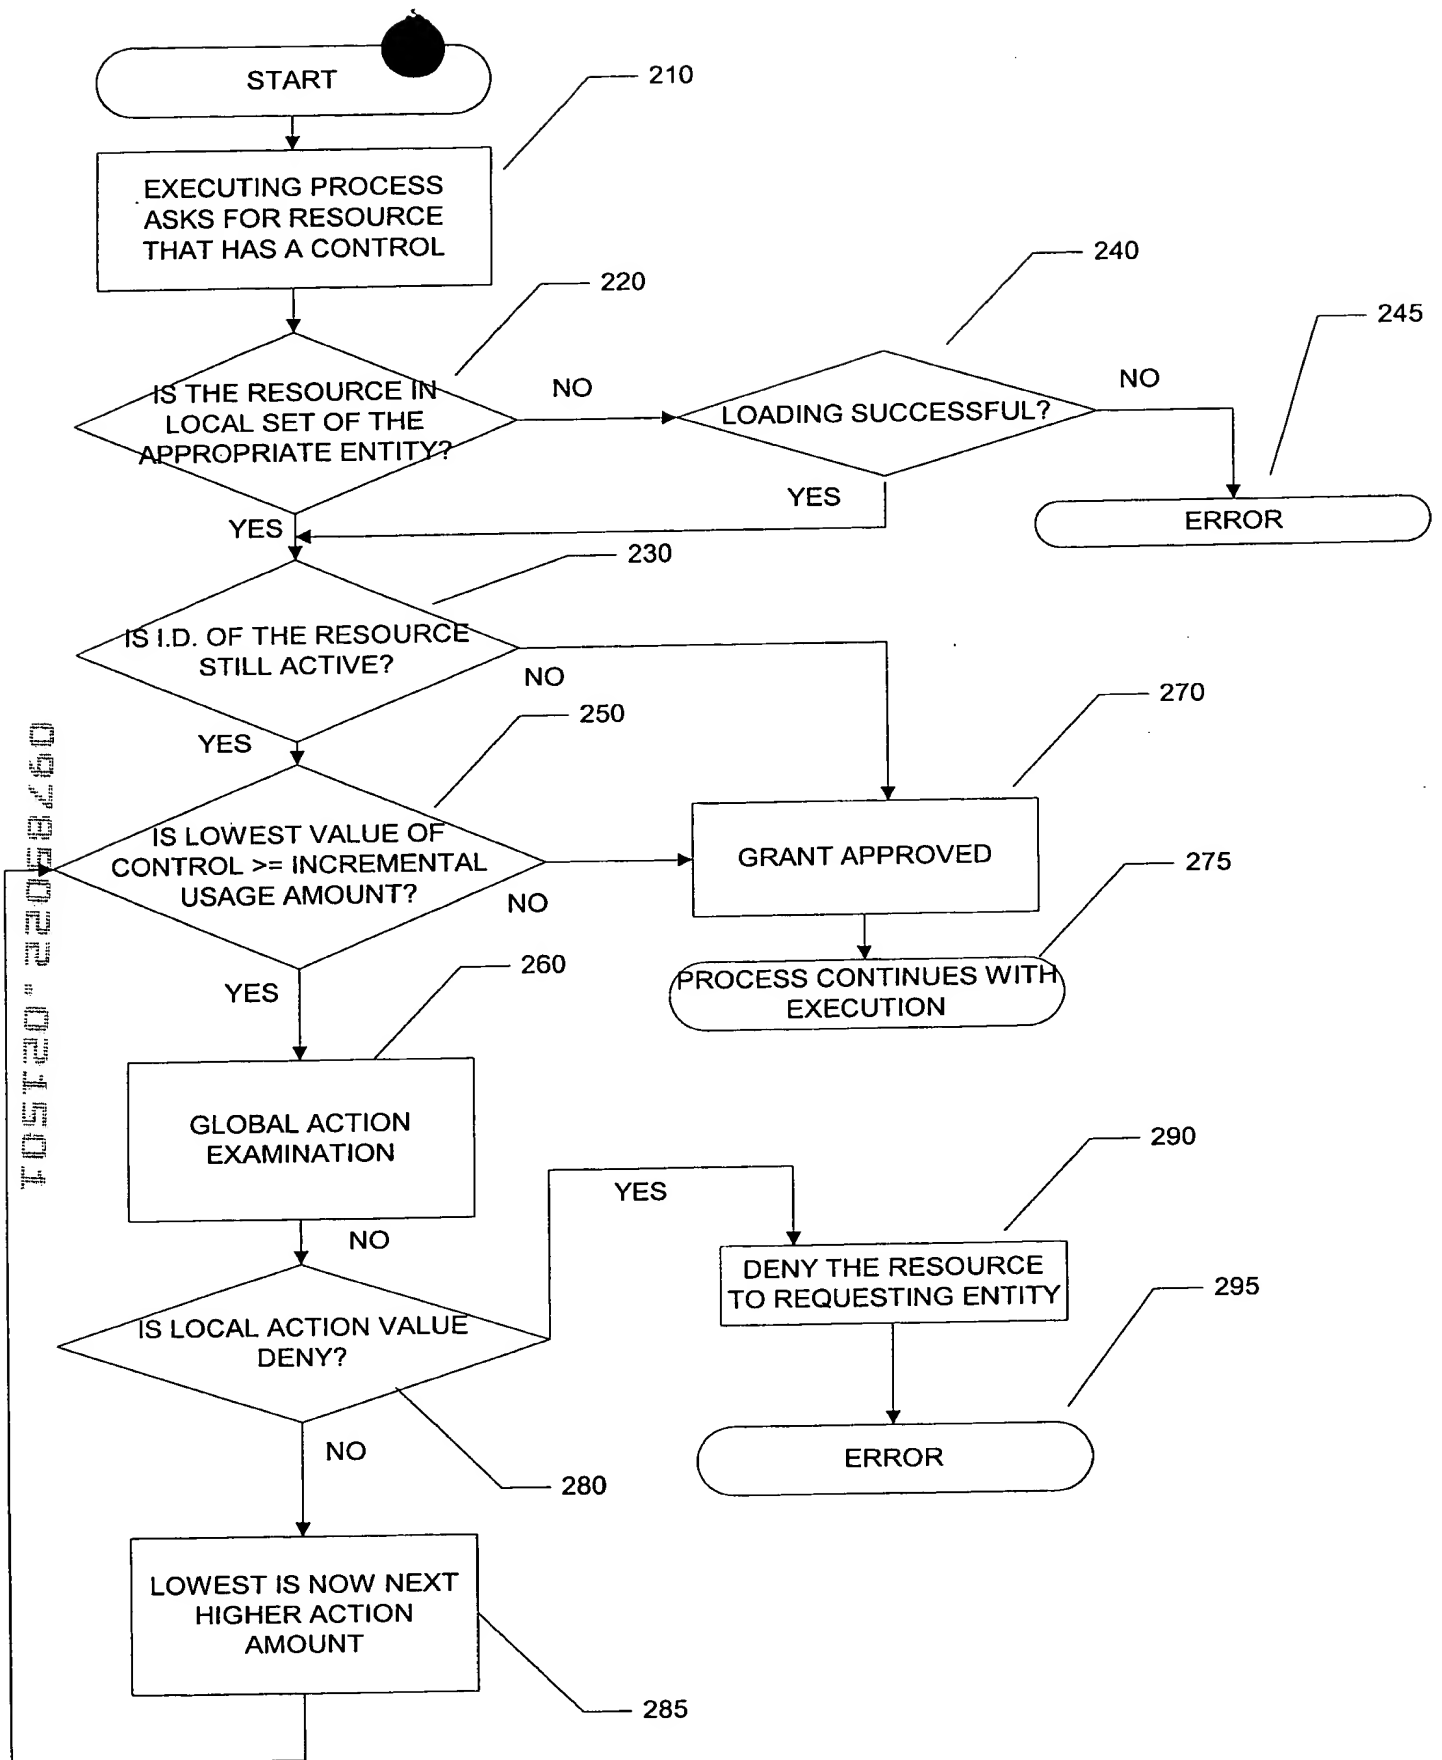 START
210
EXECUTING PROCESS
ASKS FOR RESOURCE
THAT HAS A CONTROL
220
240
245
IS THE RESOURCE IN
LOCAL SET OF THE
APPROPRIATE ENTITY?
NO
LOADING SUCCESSFUL?
NO
YES
YES
ERROR
230
IS I.D. OF THE RESOURCE
STILL ACTIVE?
NO
YES
250
270
IS LOWEST VALUE OF
CONTROL >= INCREMENTAL
USAGE AMOUNT?
NO
GRANT APPROVED
275
YES
260
PROCESS CONTINUES WITH
EXECUTION
GLOBAL ACTION
EXAMINATION
NO
YES
290
DENY THE RESOURCE
TO REQUESTING ENTITY
295
IS LOCAL ACTION VALUE
DENY?
NO
280
ERROR
LOWEST IS NOW NEXT
HIGHER ACTION
AMOUNT
285
09785022.021501